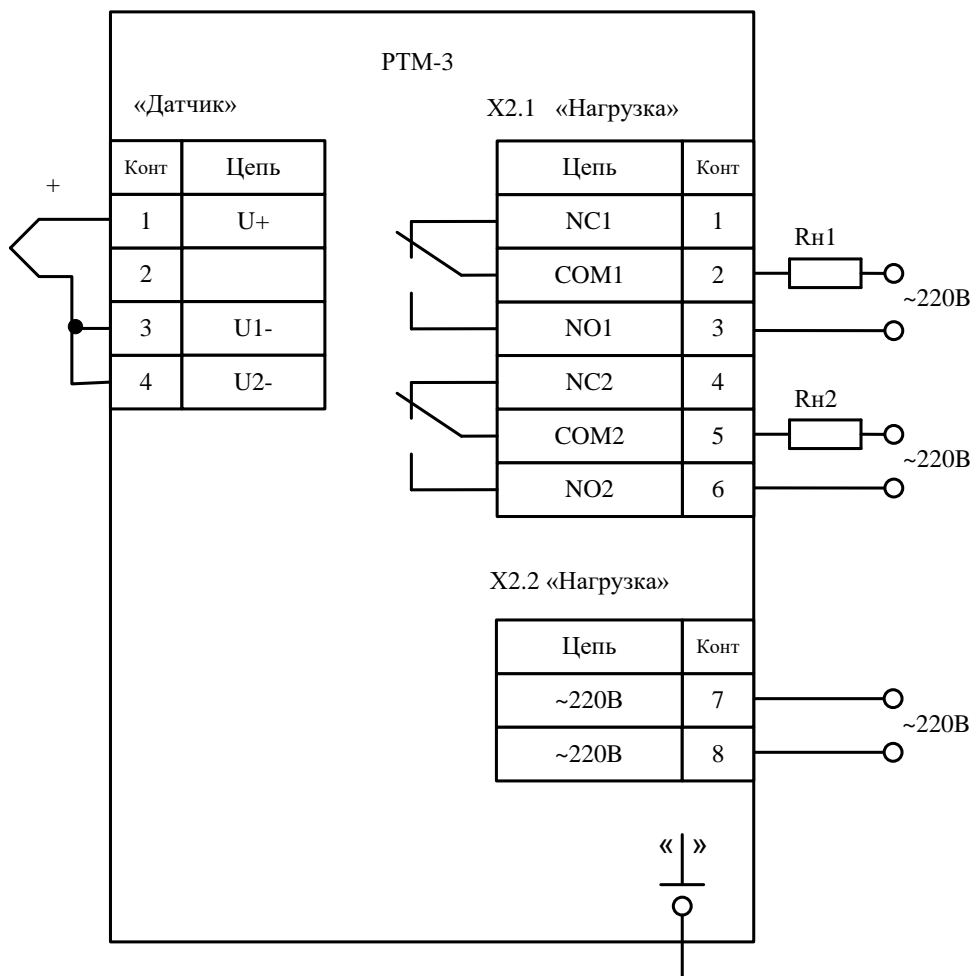 РТМ-3
«Датчик»
Х2.1 «Нагрузка»
Конт Цепь
+
1 U+
2
3 U1-
4 U2-
Цепь Конт
NC1 1
COM1 2
NO1 3
NC2 4
COM2 5
NO2 6
Rн1
~220В
Rн2
~220В
Х2.2 «Нагрузка»
Цепь Конт
~220В 7
~220В 8
~220В
« »